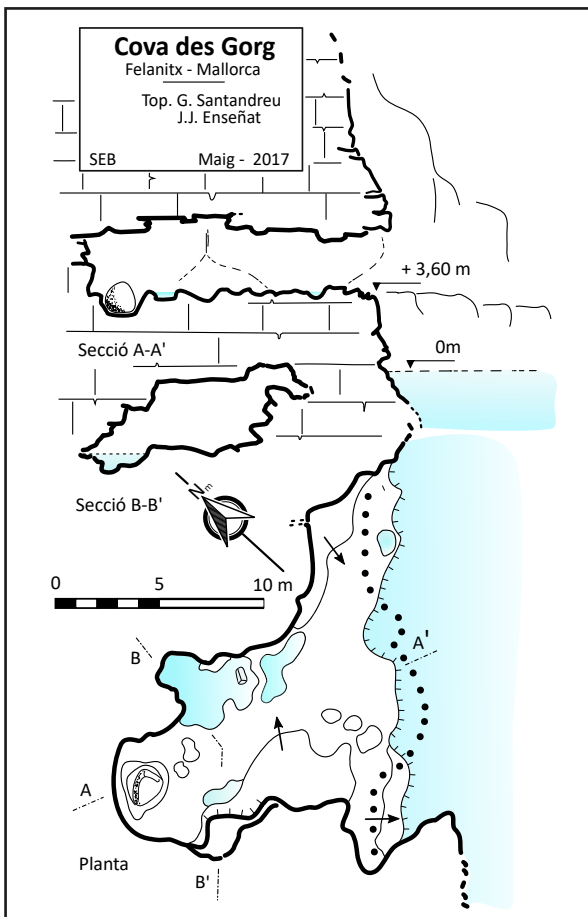 Cova des Gorg
Felanitx - Mallorca
Top. G. Santandreu
J.J. Enseñat
SEB Maig - 2017
+ 3,60 m
Secció A-A'
0m
Secció B-B'
Nm
0 5 10 m
B
A'
A
Planta
B'